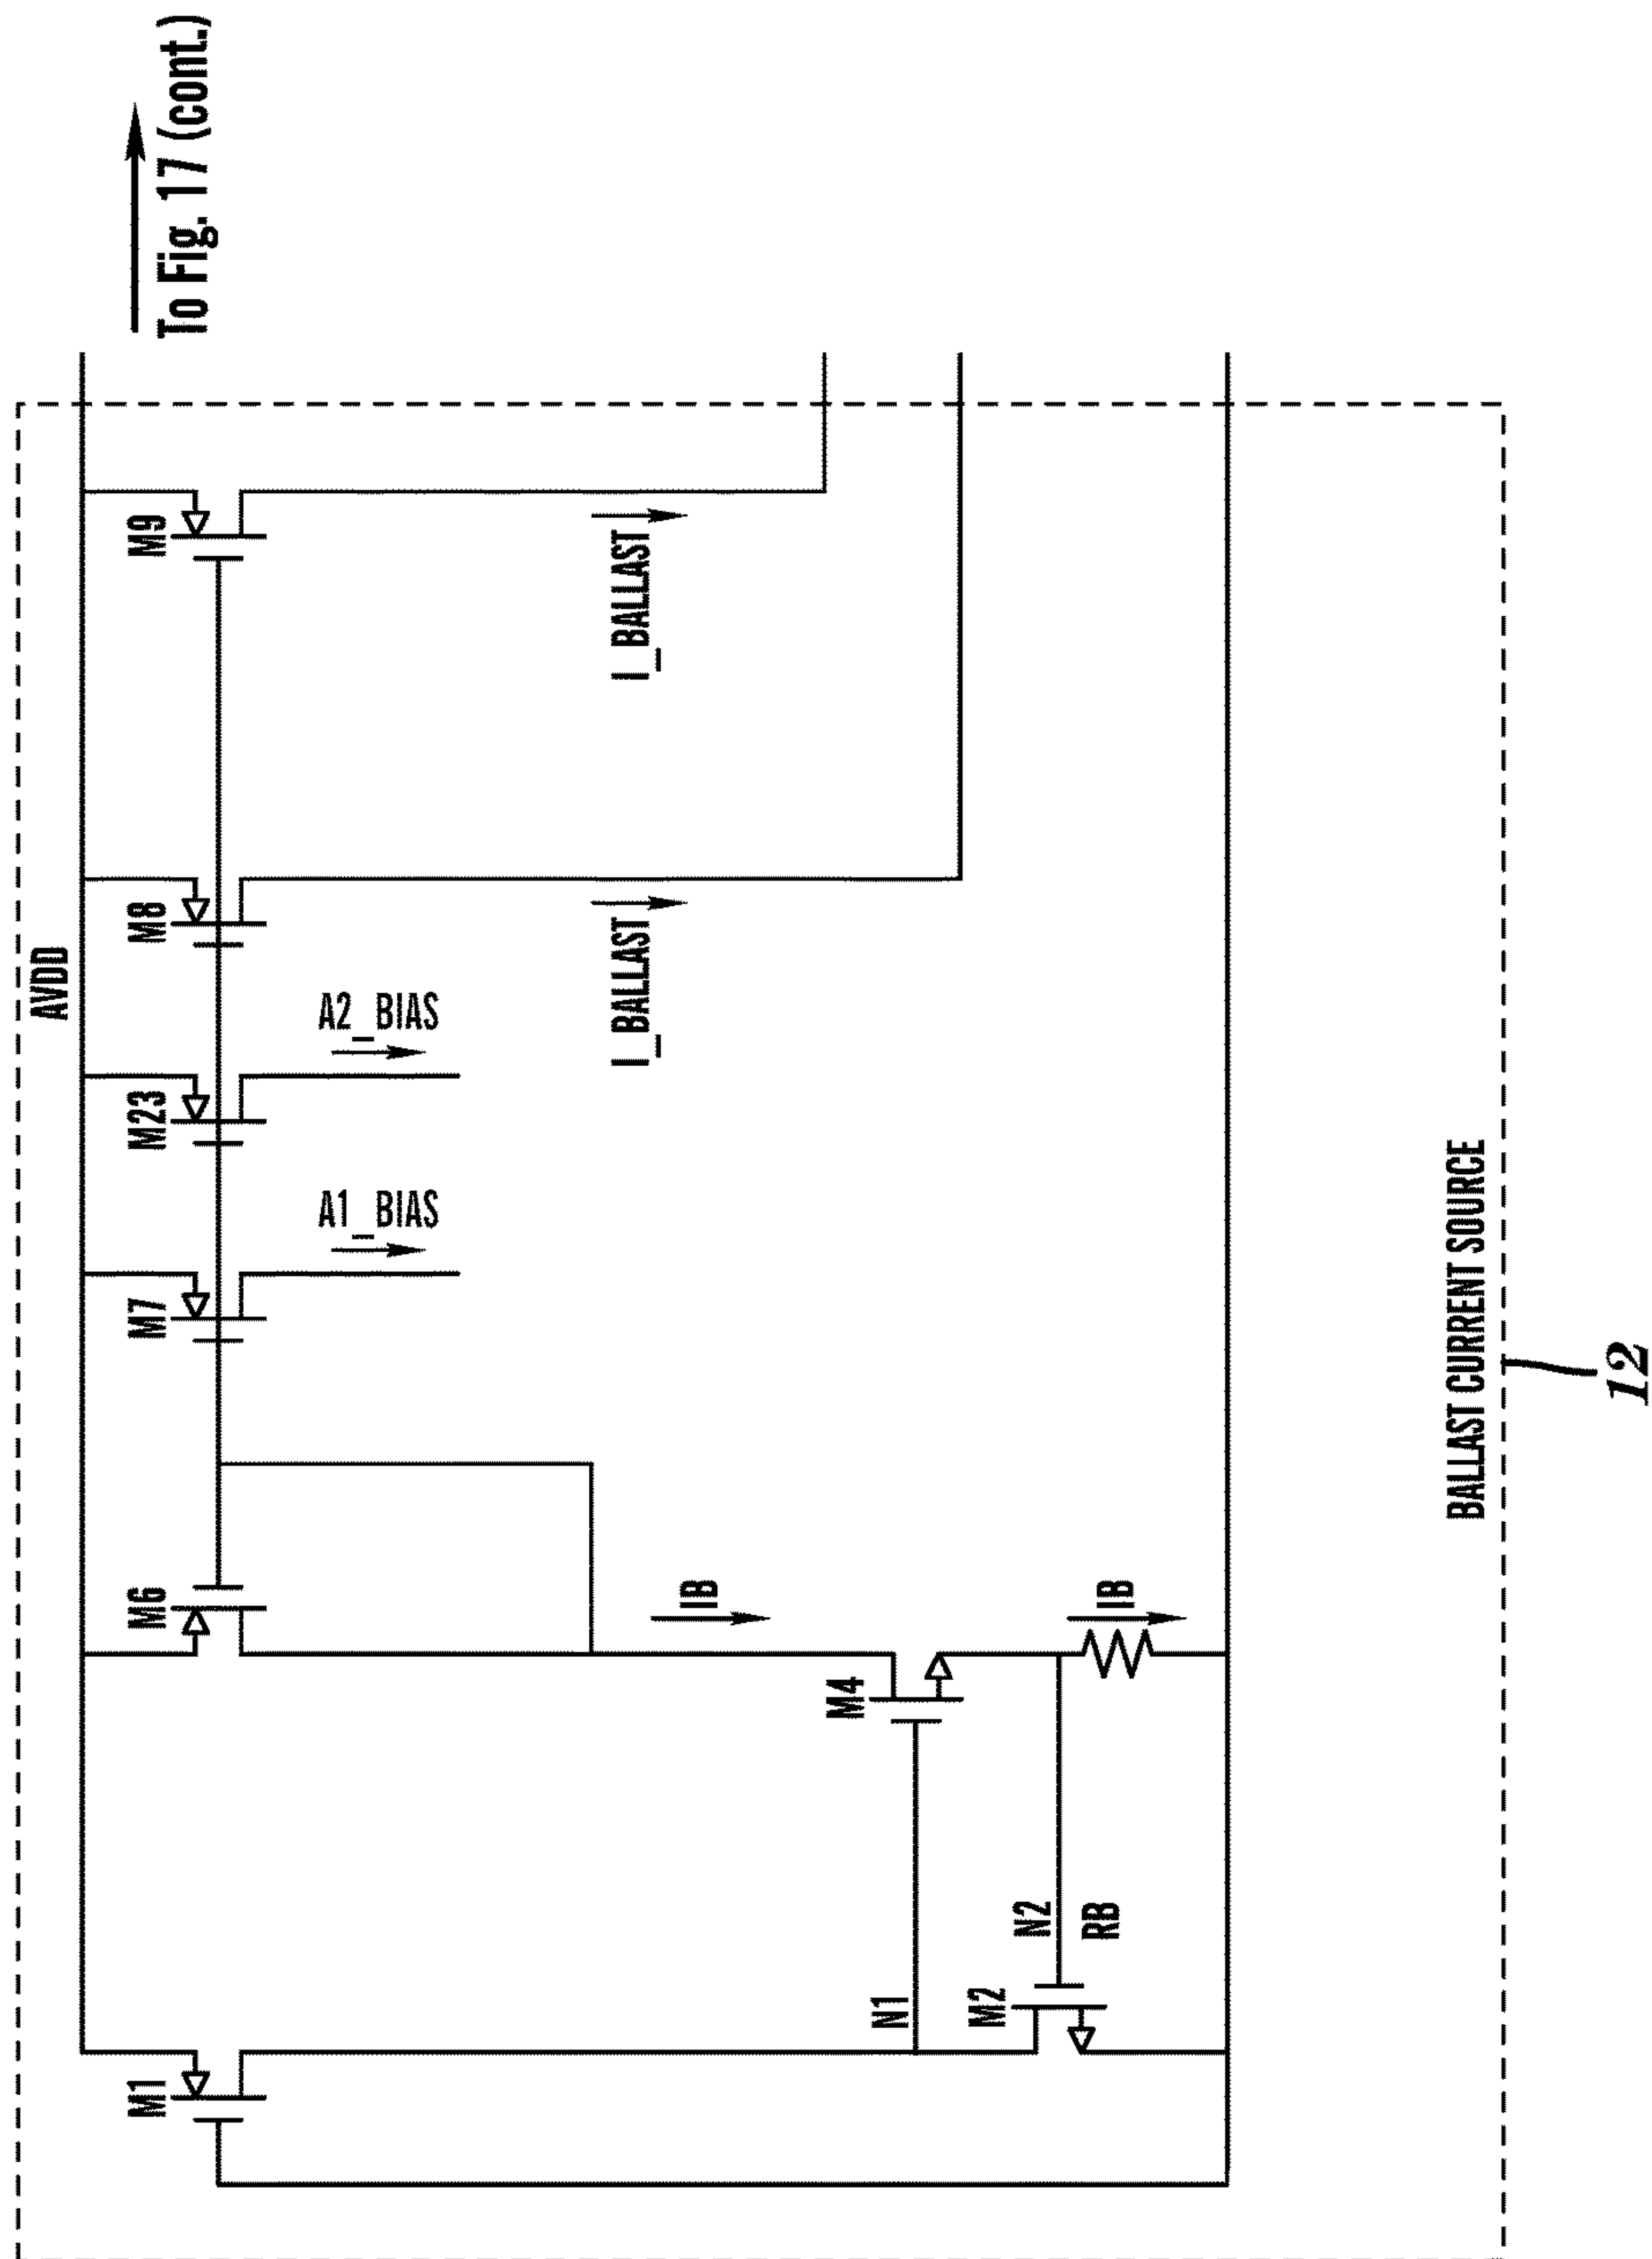 To Fig. 17 (cont.)
AVDD
M1
M6
M7
M23
M8
M9
A1_BIAS
A2_BIAS
I_BALLAST
I_BALLAST
IB
M4
N1
N2
M2
RB
IB
BALLAST CURRENT SOURCE
12